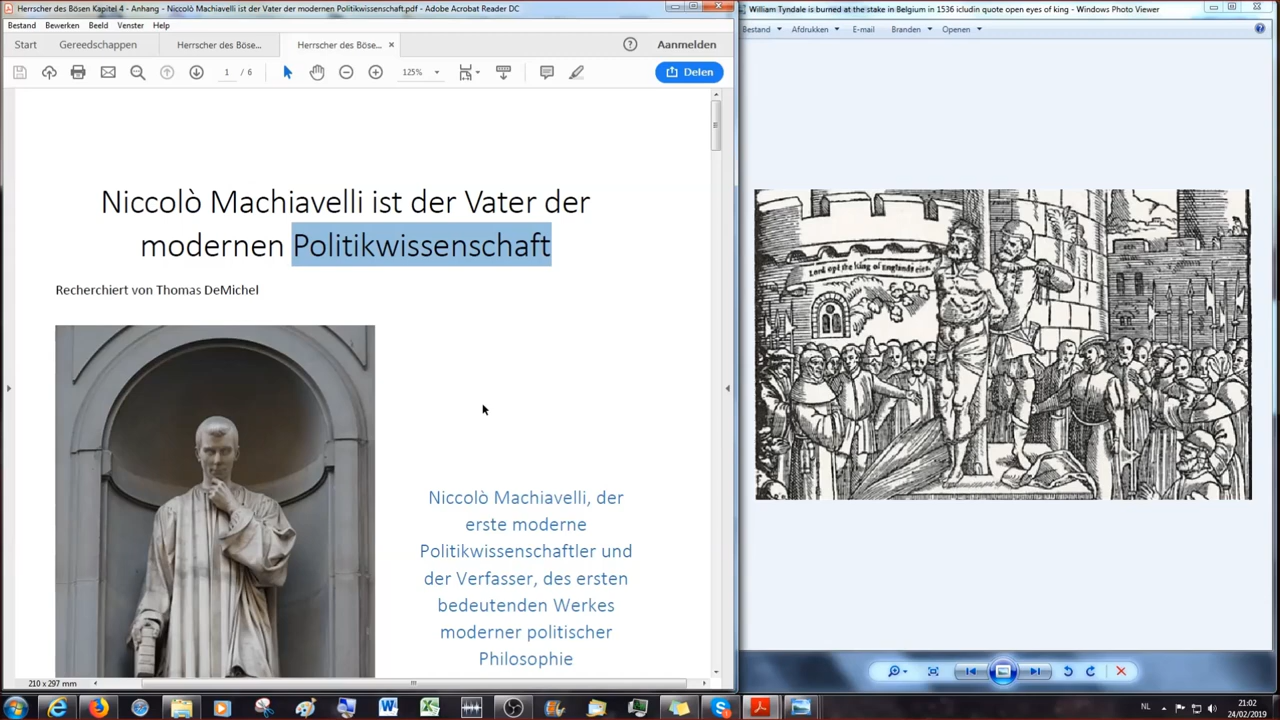 Herrscher des Bösen Kapitel 4 - Anhang - Niccolò Machiavelli ist der Vater der modernen Politikwissenschaft.pdf - Adobe Acrobat Reader DC
Bestand Bewerken Beeld Venster Help
Start Gereedschappen Herrscher des Böse... Herrscher des Böse... × Aanmelden
1 / 6 125% Delen
Niccolò Machiavelli ist der Vater der
modernen Politikwissenschaft
Recherchiert von Thomas DeMichel
Niccolò Machiavelli, der
erste moderne
Politikwissenschaftler und
der Verfasser, des ersten
bedeutenden Werkes
moderner politischer
Philosophie
210 x 297 mm
William Tyndale is burned at the stake in Belgium in 1536 icludin quote open eyes of king - Windows Photo Viewer
Bestand Afdrukken E-mail Branden Openen
Lord opē the king of Englands eies.
NL 21:02
24/02/2019